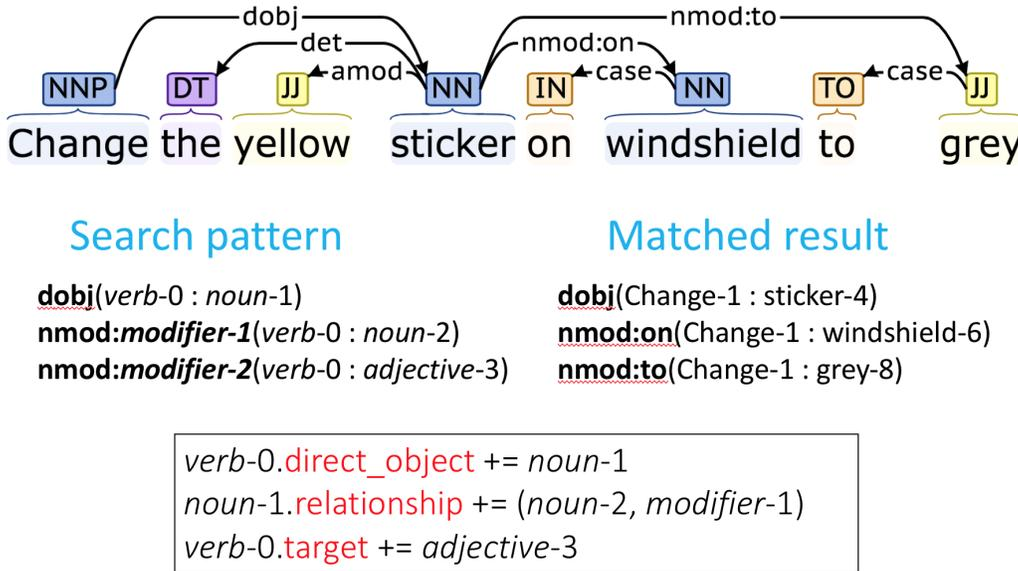 dobj nmod:to
det nmod:on
amod case case
NNP DT JJ NN IN NN TO JJ
Change the yellow sticker on windshield to grey
Search pattern
dobj(verb-0 : noun-1)
nmod:modifier-1(verb-0 : noun-2)
nmod:modifier-2(verb-0 : adjective-3)
Matched result
dobj(Change-1 : sticker-4)
nmod:on(Change-1 : windshield-6)
nmod:to(Change-1 : grey-8)
verb-0.direct_object += noun-1
noun-1.relationship += (noun-2, modifier-1)
verb-0.target += adjective-3